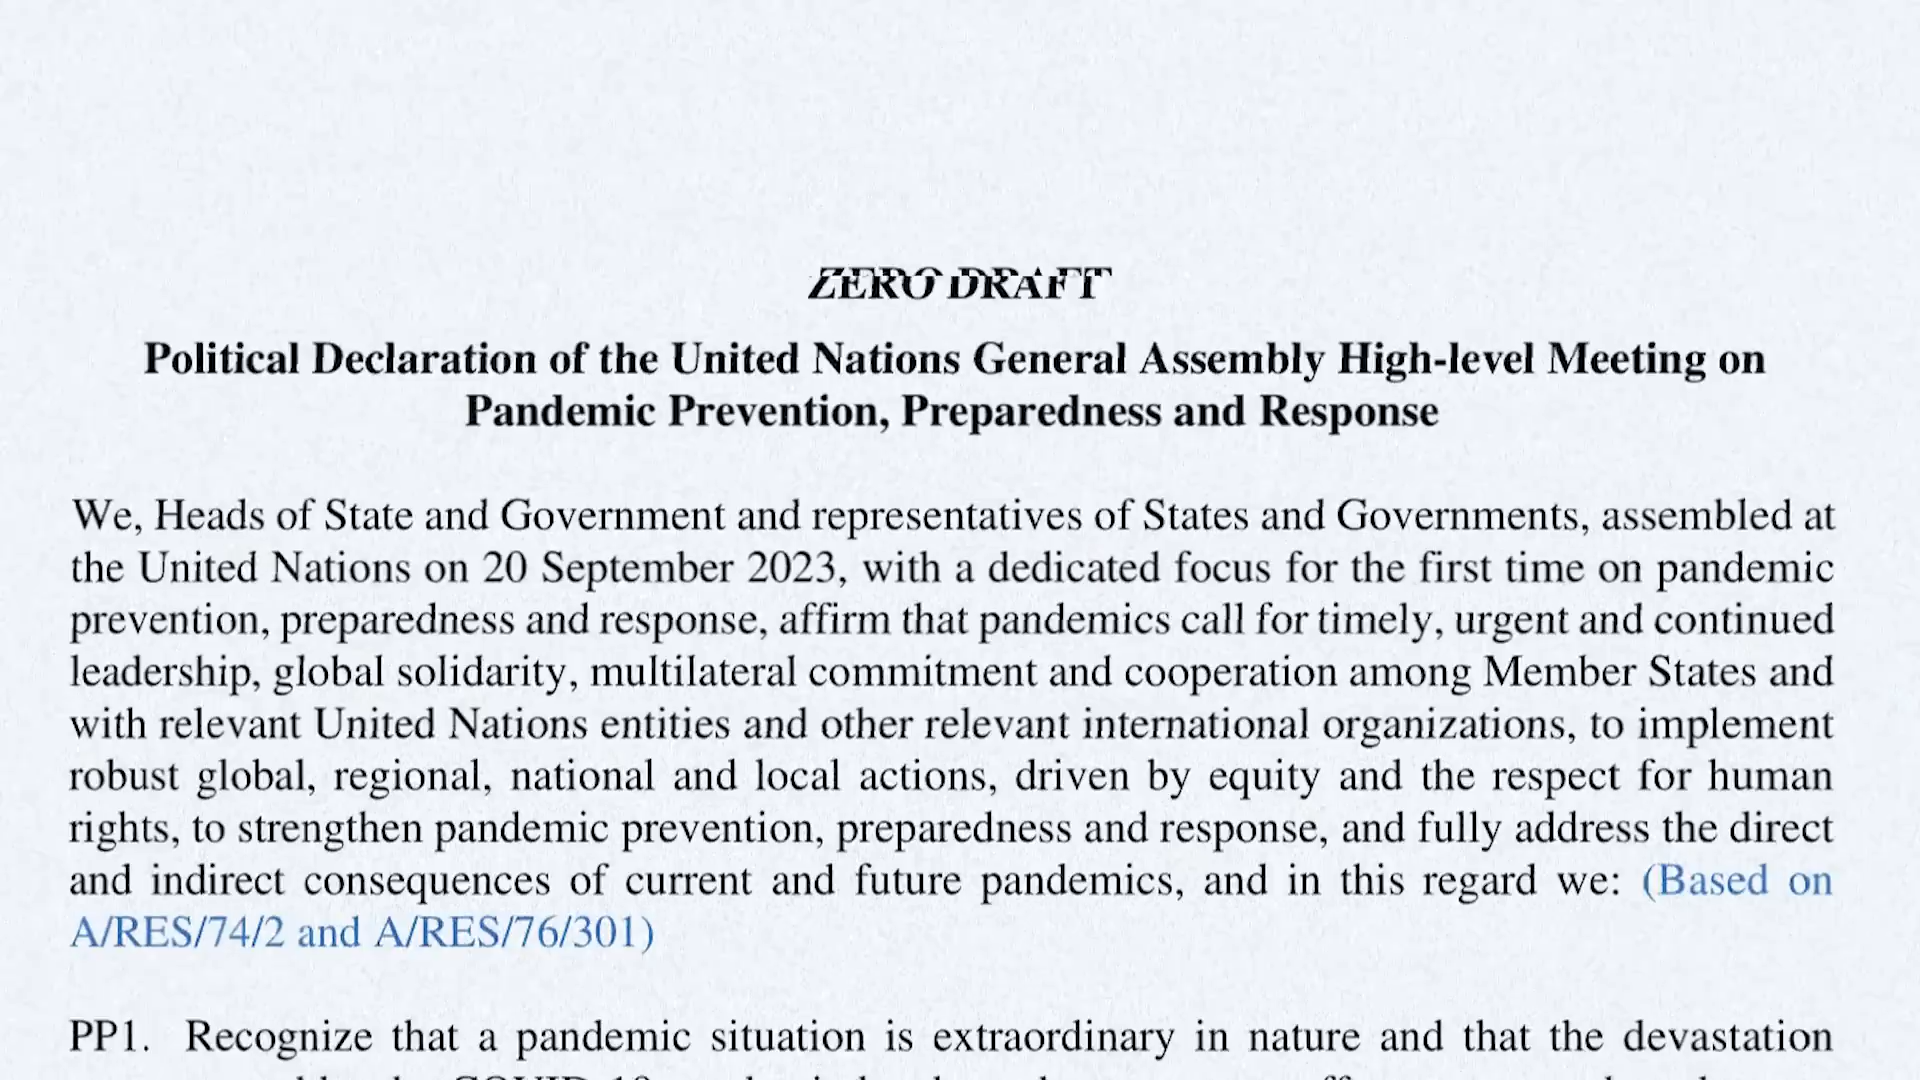 ZERO DRAFT
Political Declaration of the United Nations General Assembly High-level Meeting on
Pandemic Prevention, Preparedness and Response
We, Heads of State and Government and representatives of States and Governments, assembled at
the United Nations on 20 September 2023, with a dedicated focus for the first time on pandemic
prevention, preparedness and response, affirm that pandemics call for timely, urgent and continued
leadership, global solidarity, multilateral commitment and cooperation among Member States and
with relevant United Nations entities and other relevant international organizations, to implement
robust global, regional, national and local actions, driven by equity and the respect for human
rights, to strengthen pandemic prevention, preparedness and response, and fully address the direct
and indirect consequences of current and future pandemics, and in this regard we: (Based on
A/RES/74/2 and A/RES/76/301)
PP1. Recognize that a pandemic situation is extraordinary in nature and that the devastation